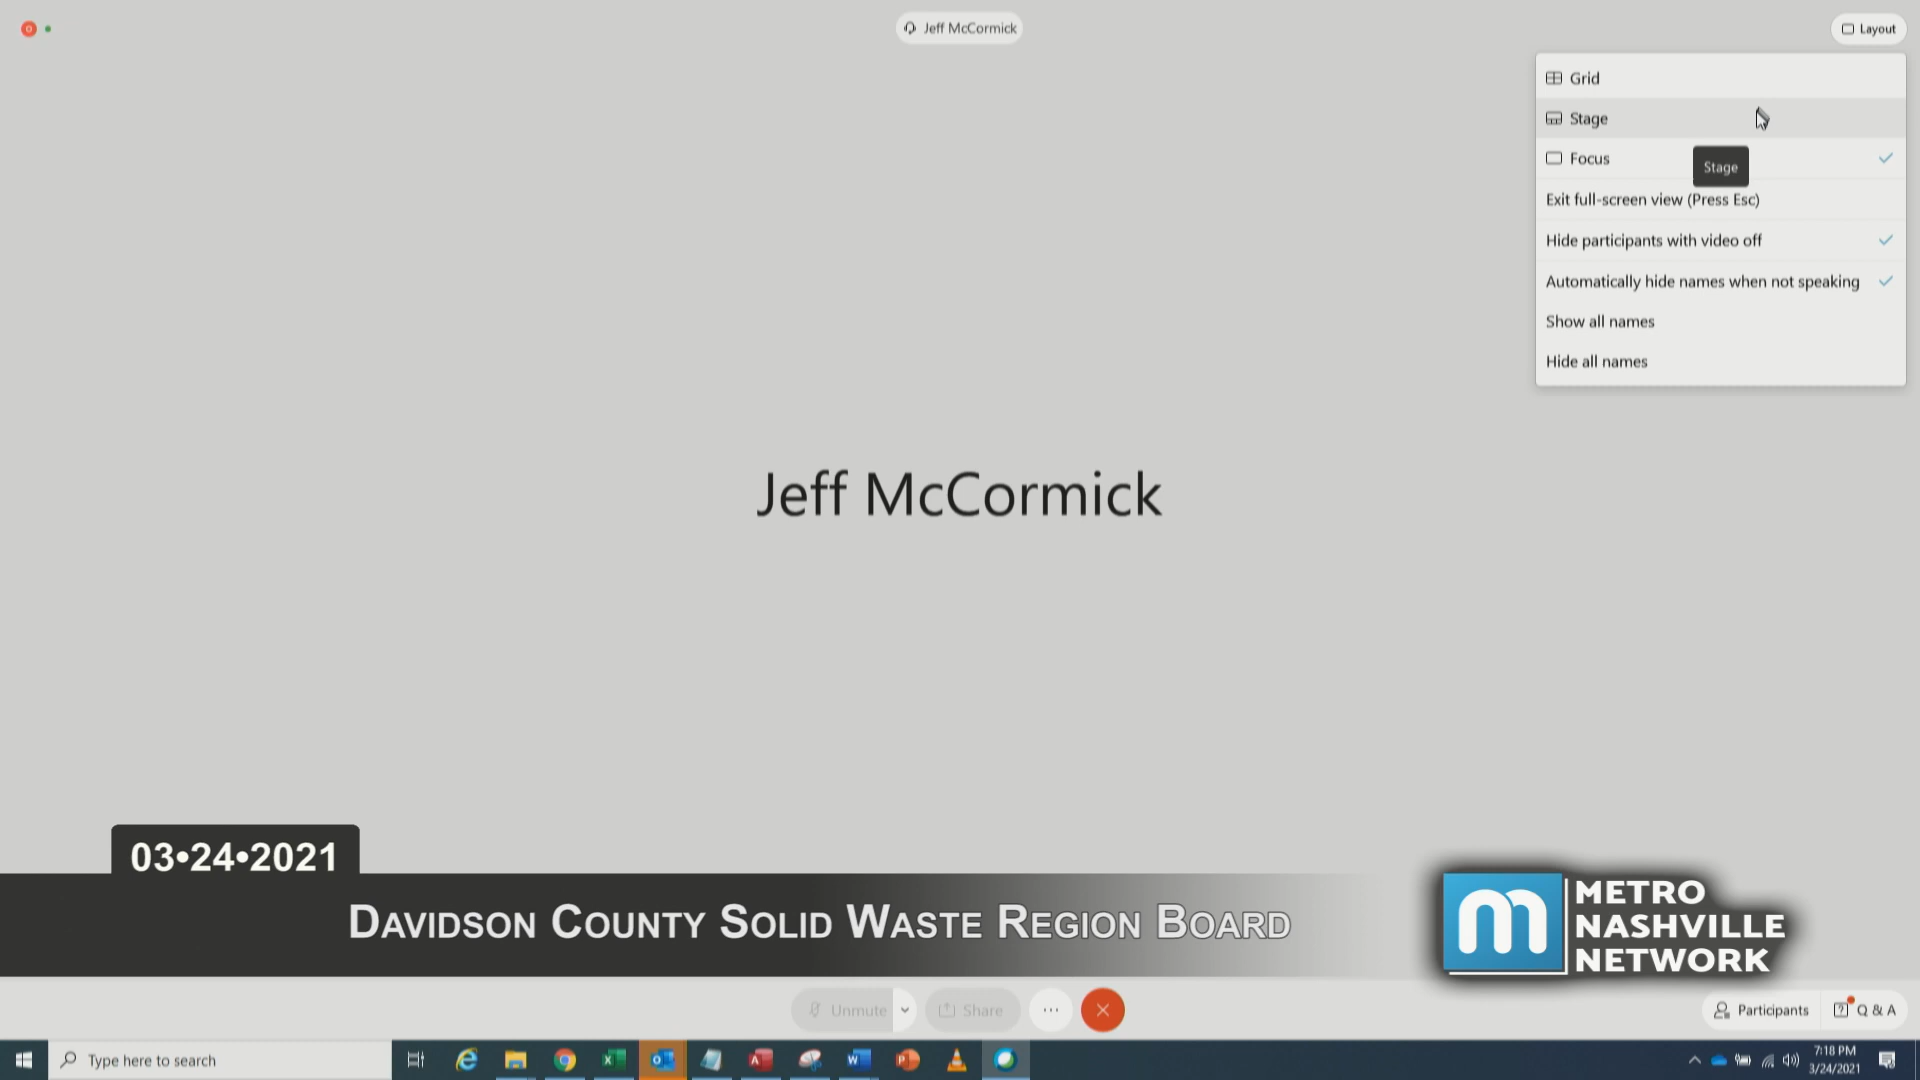 Jeff McCormick
Layout
Grid
Stage
Focus
Stage
Exit full-screen view (Press Esc)
Hide participants with video off
Automatically hide names when not speaking
Show all names
Hide all names
Jeff McCormick
03•24•2021
DAVIDSON COUNTY SOLID WASTE REGION BOARD
m METRO
NASHVILLE
NETWORK
Unmute
Share
Participants
Q & A
Type here to search
7:18 PM
3/24/2021